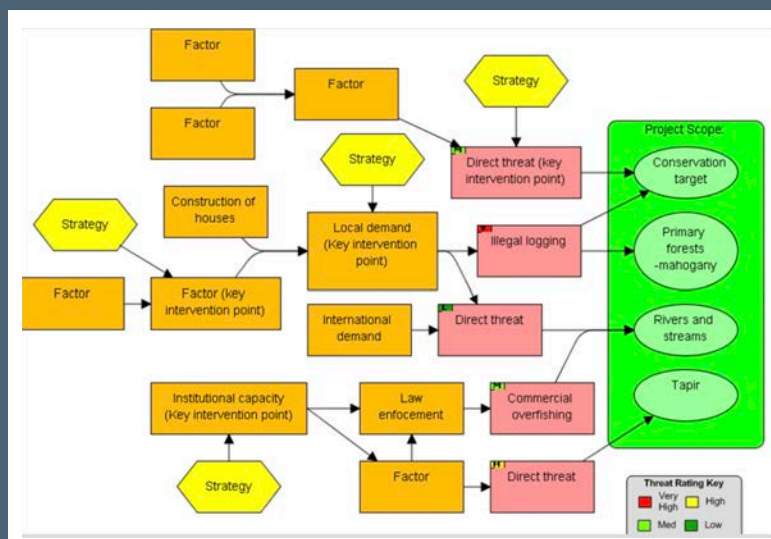 Factor
Factor
Factor
Strategy
Project Scope:
M
Direct threat (key
intervention point)
Conservation
target
Strategy
Construction of
houses
Strategy
Local demand
(Key intervention
point)
Illegal logging
Primary
forests
-mahogany
Factor
Factor (key
intervention point)
International
demand
L
Direct threat
Rivers and
streams
Institutional capacity
(Key intervention point)
Law
enfocement
M
Commercial
overfishing
Tapir
Strategy
Factor
H
Direct threat
Threat Rating Key
Very
High
High
Med
Low